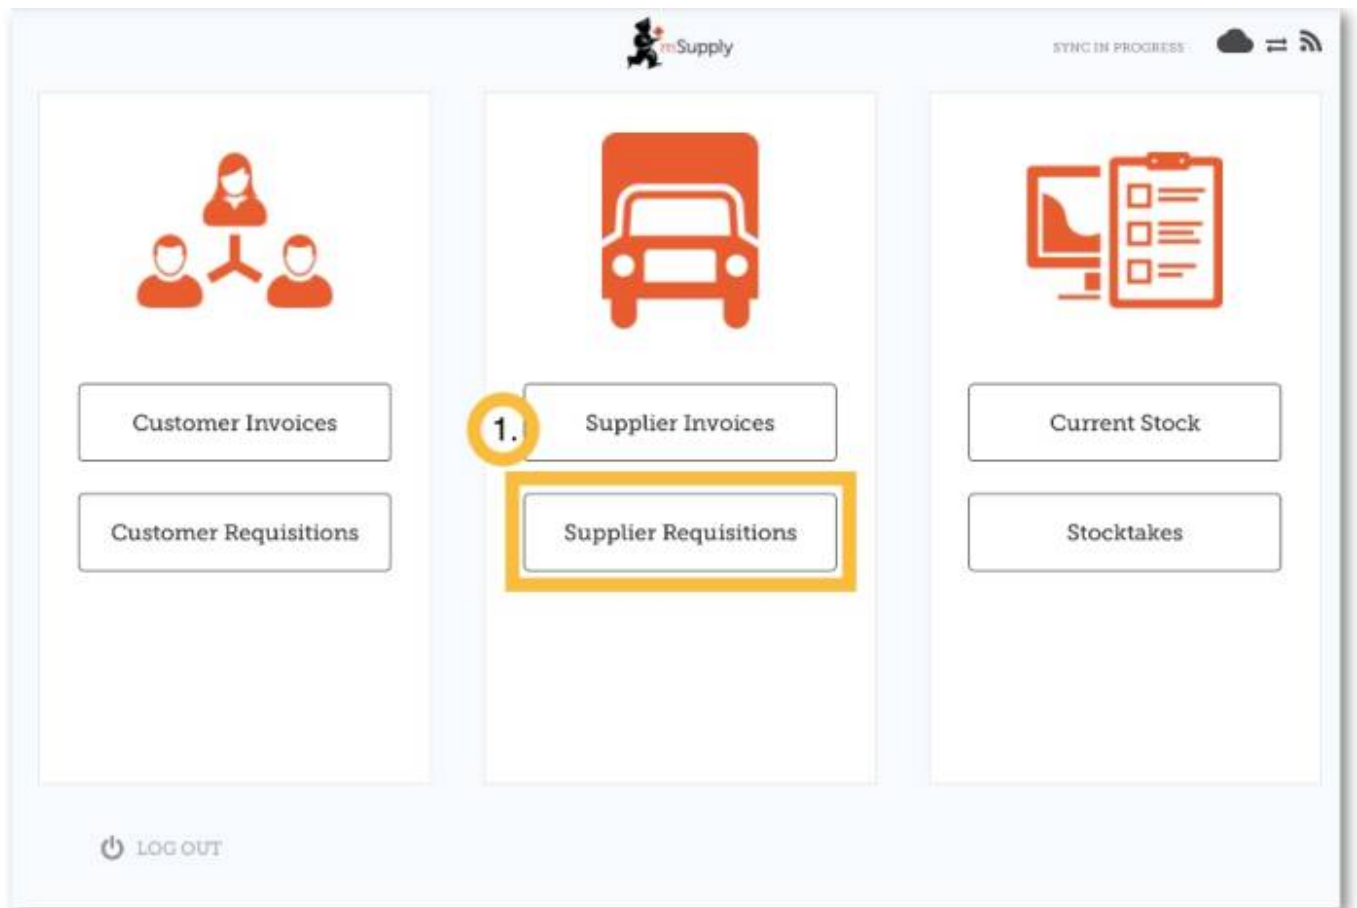 mSupply
SYNC IN PROGRESS
Customer Invoices
Customer Requisitions
1.
Supplier Invoices
Supplier Requisitions
Current Stock
Stocktakes
LOG OUT